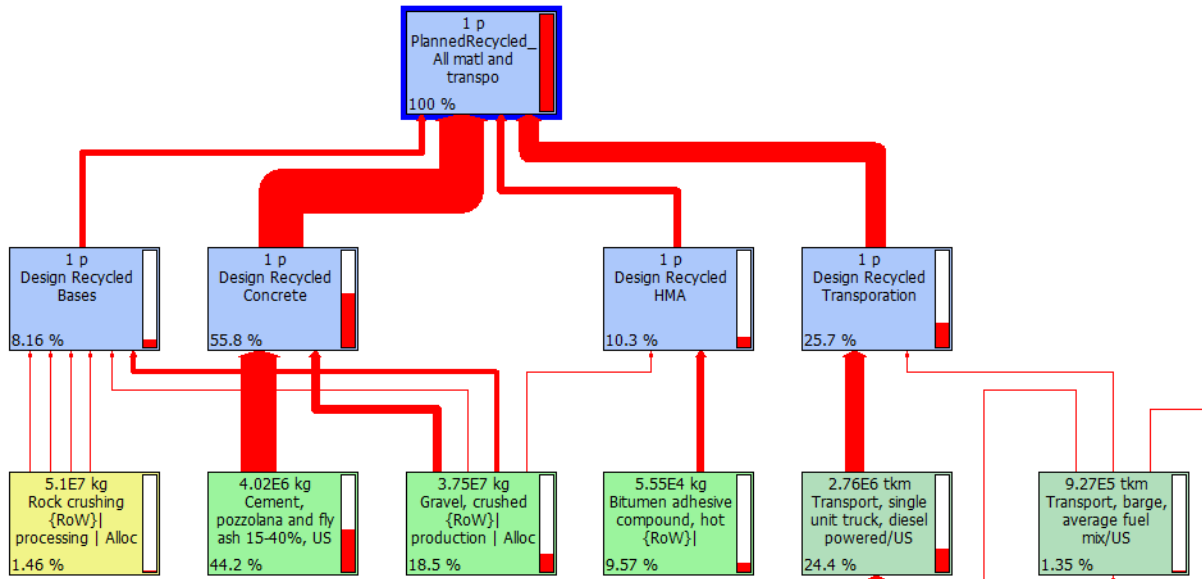 1 p
PlannedRecycled_
All matl and
transpo
100 %
1 p
Design Recycled
Bases
8.16 %
1 p
Design Recycled
Concrete
55.8 %
1 p
Design Recycled
HMA
10.3 %
1 p
Design Recycled
Transporation
25.7 %
5.1E7 kg
Rock crushing
{RoW}|
processing | Alloc
1.46 %
4.02E6 kg
Cement,
pozzolana and fly
ash 15-40%, US
44.2 %
3.75E7 kg
Gravel, crushed
{RoW}|
production | Alloc
18.5 %
5.55E4 kg
Bitumen adhesive
compound, hot
{RoW}|
9.57 %
2.76E6 tkm
Transport, single
unit truck, diesel
powered/US
24.4 %
9.27E5 tkm
Transport, barge,
average fuel
mix/US
1.35 %